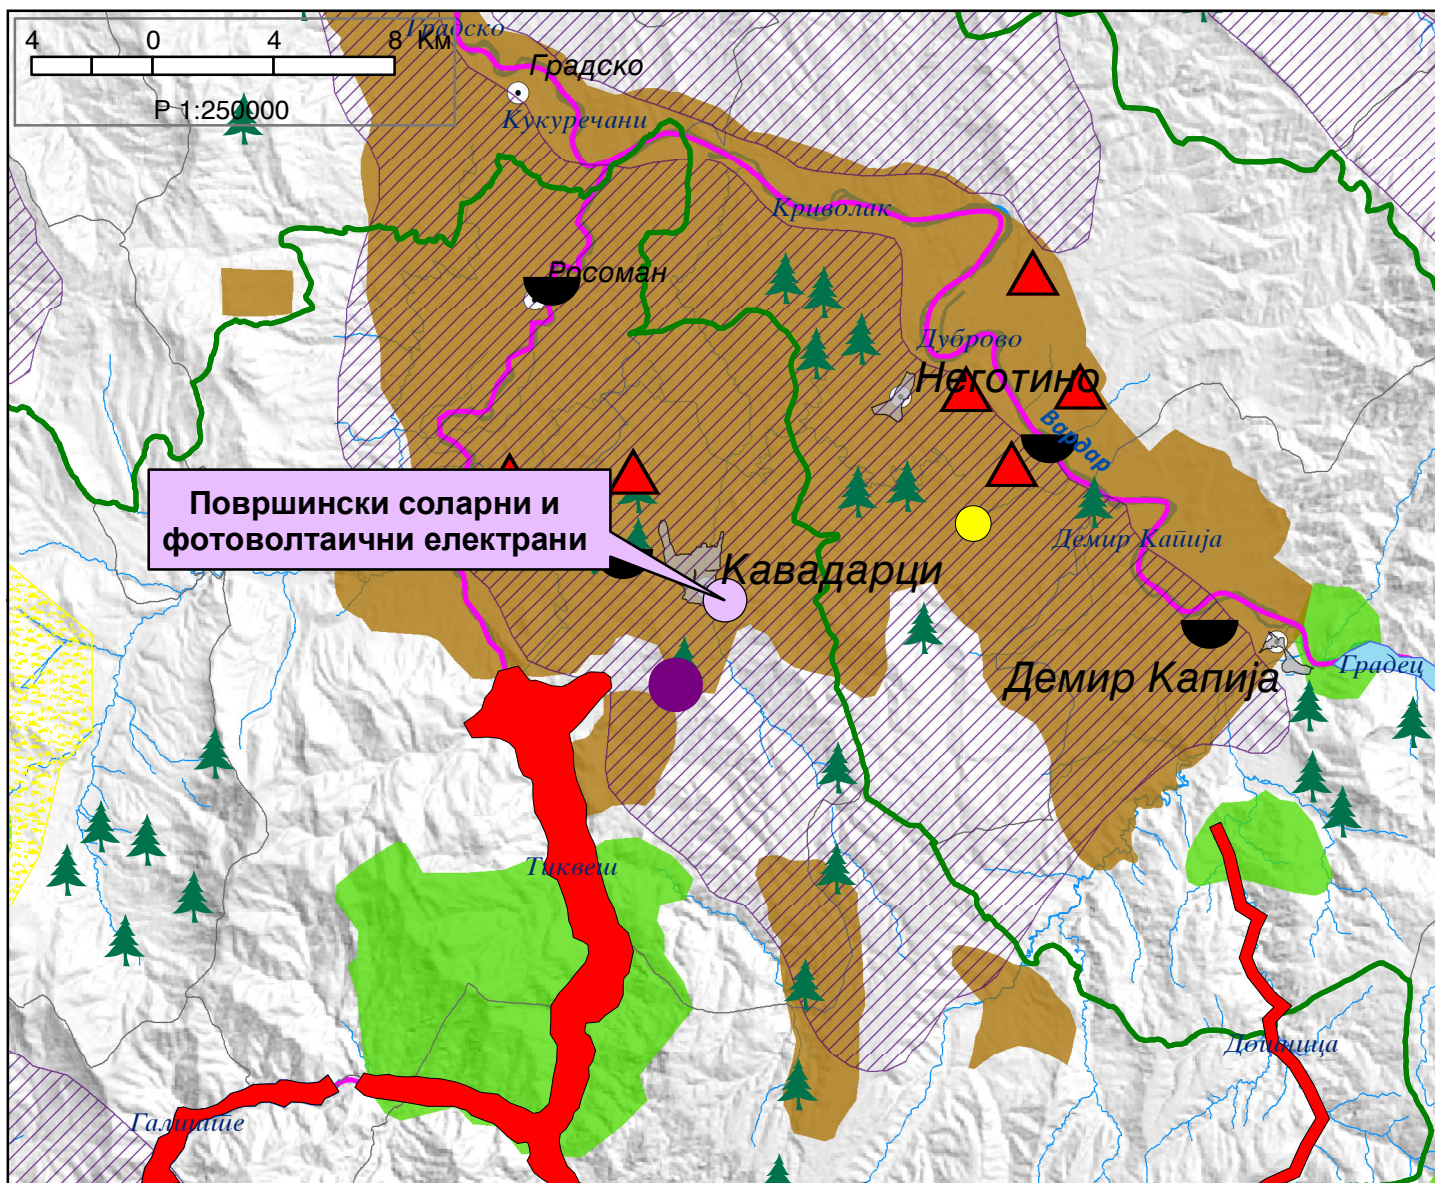 4 0 4 8 Км
Р 1:250000
Градско
Градско
Кукуречани
Криволак
Росоман
Дуброво
Неготино
Вардар
Површински соларни и
фотоволтаични електрани
Демир Капија
Кавадарци
Демир Капија
Градец
Тиквеш
Дошница
Галиште